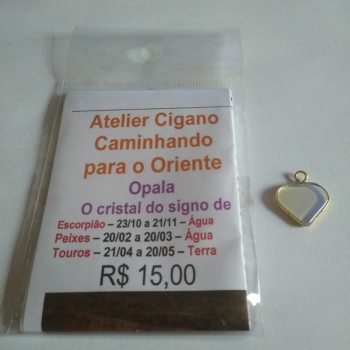 Atelier Cigano
Caminhando
para o Oriente
Opala
O cristal do signo de
Escorpião – 23/10 a 21/11 – Água
Peixes – 20/02 a 20/03 – Água
Touros – 21/04 a 20/05 – Terra
R$ 15,00